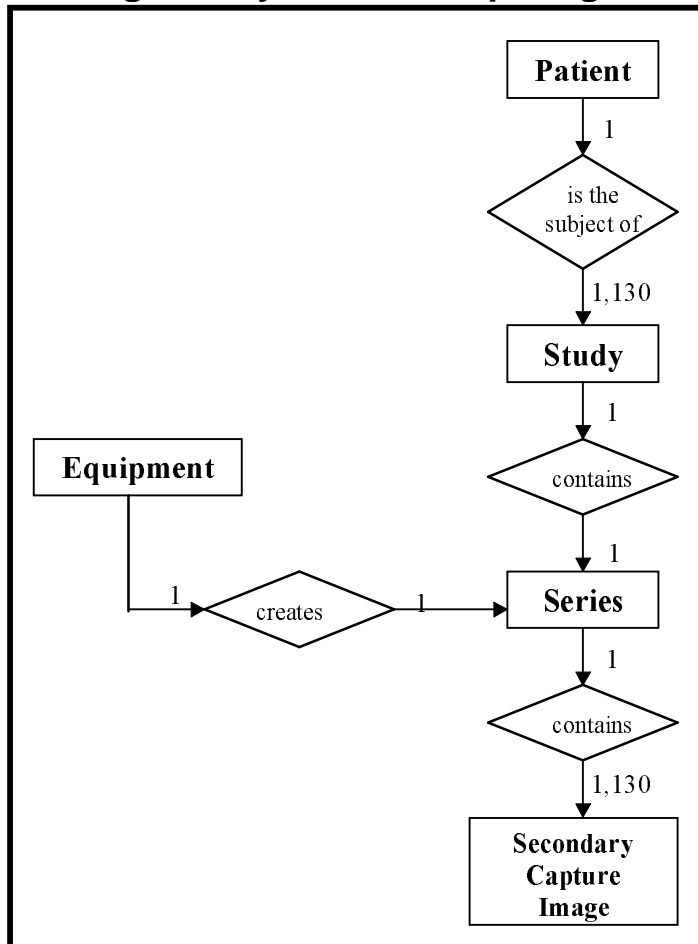 Patient
1
is the
subject of
1,130
Study
1
contains
1
Equipment
1
creates
1
Series
1
contains
1,130
Secondary
Capture
Image